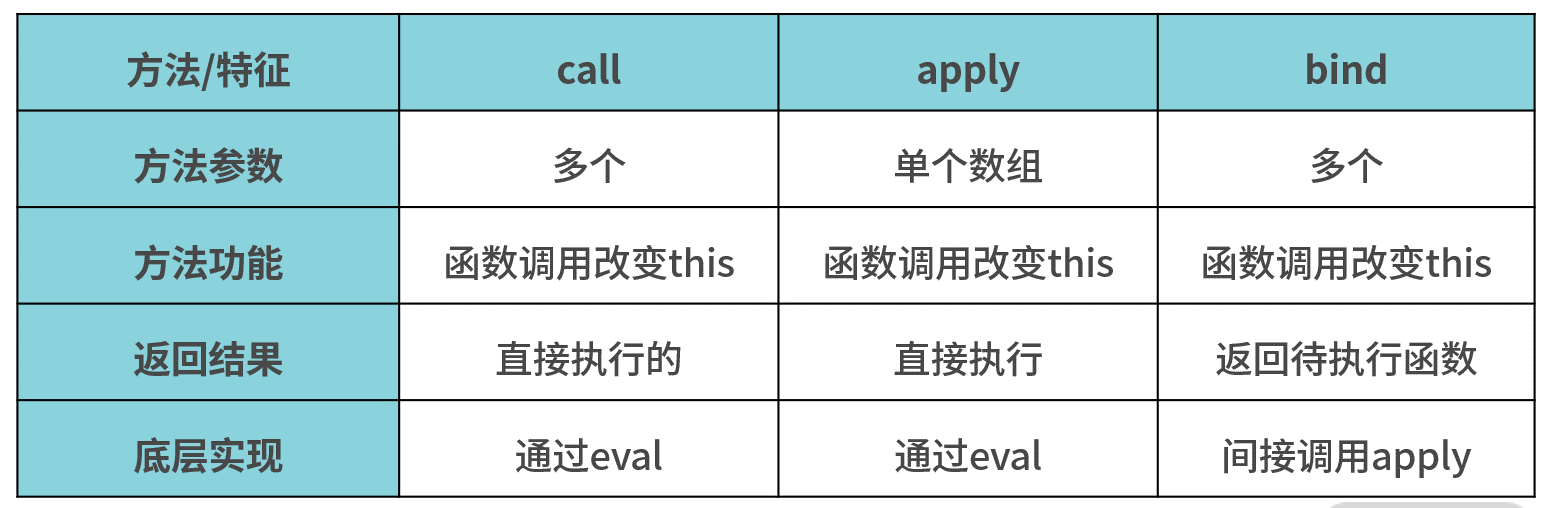 方法/特征 call apply bind
方法参数 多个 单个数组 多个
方法功能 函数调用改变this 函数调用改变this 函数调用改变this
返回结果 直接执行的 直接执行 返回待执行函数
底层实现 通过eval 通过eval 间接调用apply